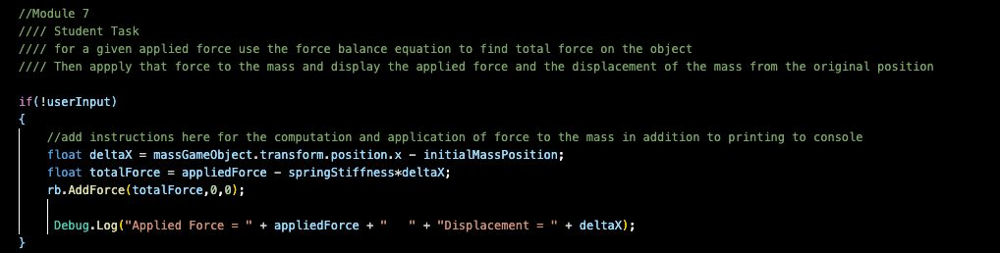 //Module 7
//// Student Task
//// for a given applied force use the force balance equation to find total force on the object
//// Then appply that force to the mass and display the applied force and the displacement of the mass from the original position
if(!userInput)
{
//add instructions here for the computation and application of force to the mass in addition to printing to console
float deltaX = massGameObject.transform.position.x - initialMassPosition;
float totalForce = appliedForce - springStiffness*deltaX;
rb.AddForce(totalForce,0,0);
Debug.Log("Applied Force = " + appliedForce + "   " + "Displacement = " + deltaX);
}